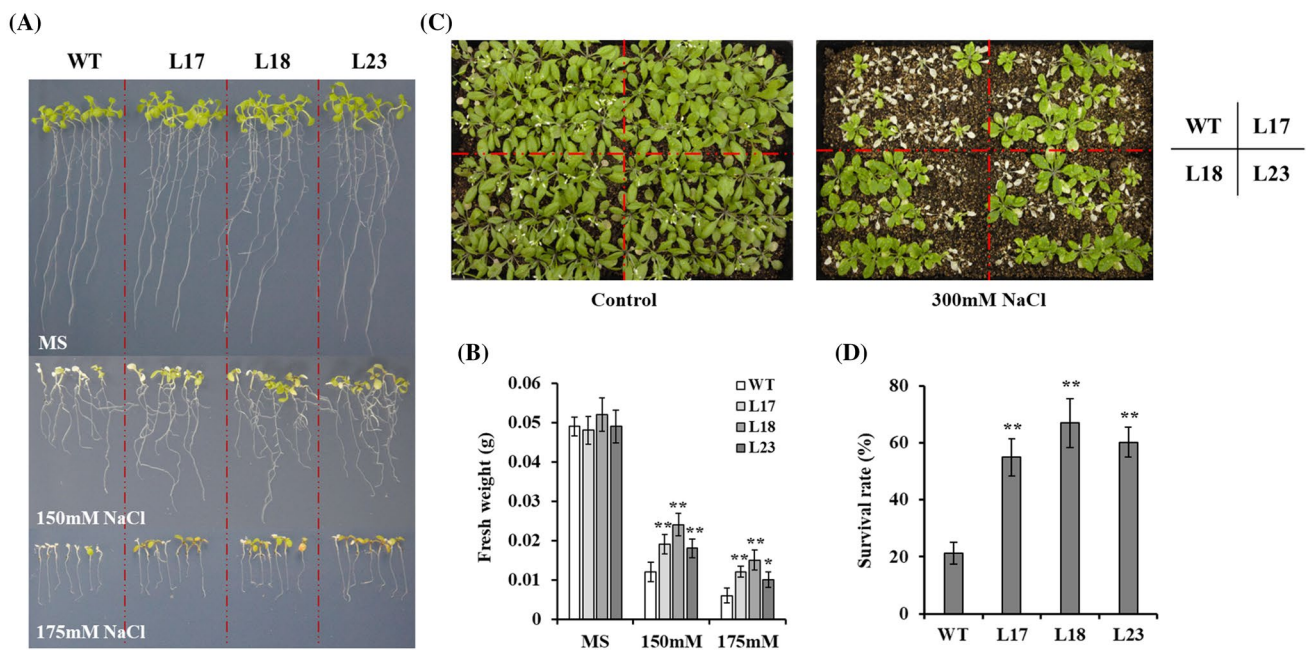 (A)
WT L17 L18 L23
MS
150mM NaCl
175mM NaCl
(C)
Control
300mM NaCl
WT L17
L18 L23
(B)
Fresh weight (g)
0.06
0.05
0.04
0.03
0.02
0.01
0
WT
L17
L18
L23
** ** **
** ** *
MS 150mM 175mM
(D)
Survival rate (%)
80
60
40
20
0
** ** **
WT L17 L18 L23